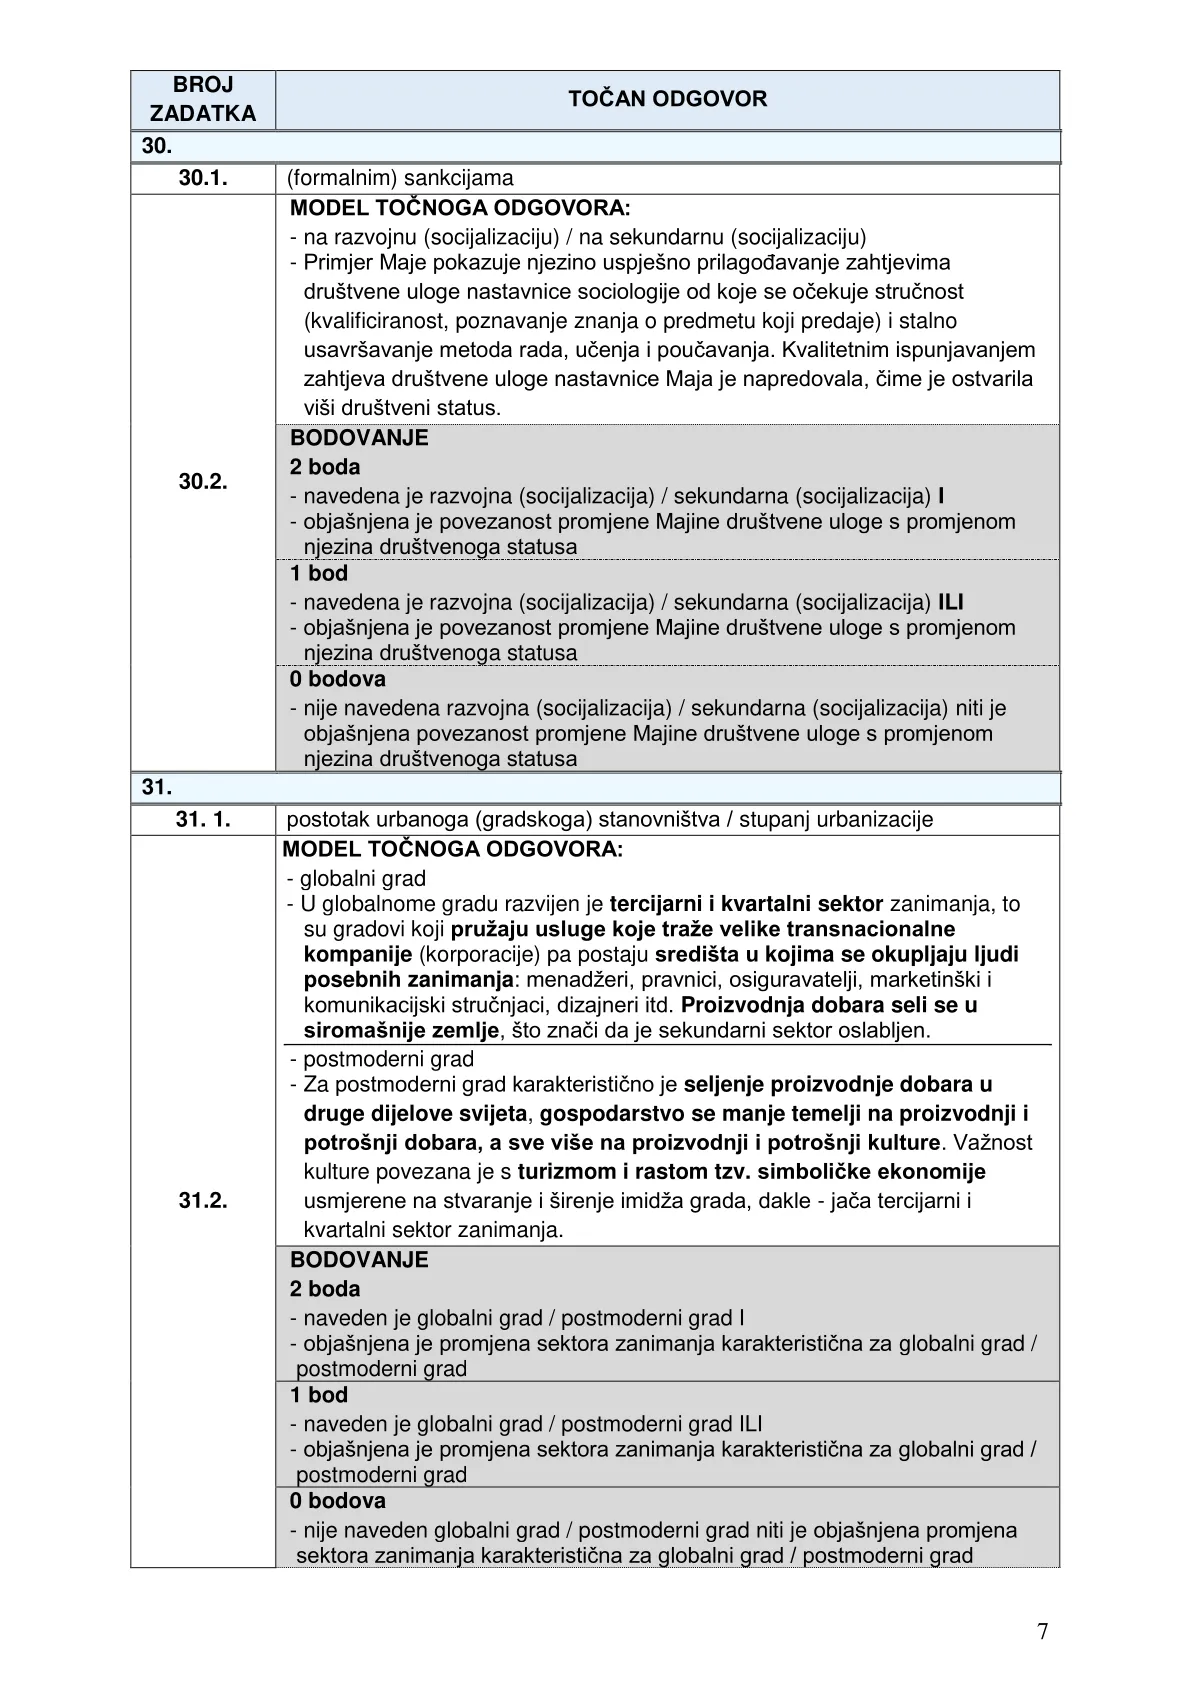 BROJ
ZADATKA
TOČAN ODGOVOR
30.
30.1.
(formalnim) sankcijama
MODEL TOČNOGA ODGOVORA:
- na razvojnu (socijalizaciju) / na sekundarnu (socijalizaciju)
- Primjer Maje pokazuje njezino uspješno prilagođavanje zahtjevima
društvene uloge nastavnice sociologije od koje se očekuje stručnost
(kvalificiranost, poznavanje znanja o predmetu koji predaje) i stalno
usavršavanje metoda rada, učenja i poučavanja. Kvalitetnim ispunjavanjem
zahtjeva društvene uloge nastavnice Maja je napredovala, čime je ostvarila
viši društveni status.
30.2.
BODOVANJE
2 boda
- navedena je razvojna (socijalizacija) / sekundarna (socijalizacija) I
- objašnjena je povezanost promjene Majine društvene uloge s promjenom
njezina društvenoga statusa
1 bod
- navedena je razvojna (socijalizacija) / sekundarna (socijalizacija) ILI
- objašnjena je povezanost promjene Majine društvene uloge s promjenom
njezina društvenoga statusa
0 bodova
- nije navedena razvojna (socijalizacija) / sekundarna (socijalizacija) niti je
objašnjena povezanost promjene Majine društvene uloge s promjenom
njezina društvenoga statusa
31.
31. 1.
postotak urbanoga (gradskoga) stanovništva / stupanj urbanizacije
MODEL TOČNOGA ODGOVORA:
- globalni grad
- U globalnome gradu razvijen je tercijarni i kvartalni sektor zanimanja, to
su gradovi koji pružaju usluge koje traže velike transnacionalne
kompanije (korporacije) pa postaju središta u kojima se okupljaju ljudi
posebnih zanimanja: menadžeri, pravnici, osiguravatelji, marketinški i
komunikacijski stručnjaci, dizajneri itd. Proizvodnja dobara seli se u
siromašnije zemlje, što znači da je sekundarni sektor oslabljen.
- postmoderni grad
- Za postmoderni grad karakteristično je seljenje proizvodnje dobara u
druge dijelove svijeta, gospodarstvo se manje temelji na proizvodnji i
potrošnji dobara, a sve više na proizvodnji i potrošnji kulture. Važnost
kulture povezana je s turizmom i rastom tzv. simboličke ekonomije
usmjerene na stvaranje i širenje imidža grada, dakle - jača tercijarni i
kvartalni sektor zanimanja.
31.2.
BODOVANJE
2 boda
- naveden je globalni grad / postmoderni grad I
- objašnjena je promjena sektora zanimanja karakteristična za globalni grad /
postmoderni grad
1 bod
- naveden je globalni grad / postmoderni grad ILI
- objašnjena je promjena sektora zanimanja karakteristična za globalni grad /
postmoderni grad
0 bodova
- nije naveden globalni grad / postmoderni grad niti je objašnjena promjena
sektora zanimanja karakteristična za globalni grad / postmoderni grad
7